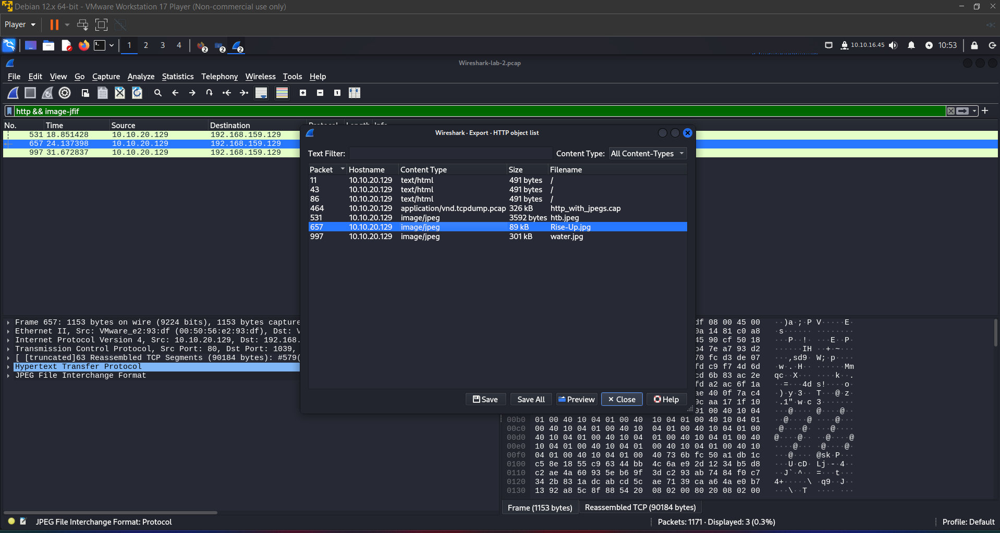 Debian 12.x 64-bit - VMware Workstation 17 Player (Non-commercial use only)
Player
1 2 3 4 2 2 2 10.10.16.45 10:53
Wireshark-lab-2.pcap
File Edit View Go Capture Analyze Statistics Telephony Wireless Tools Help
http && image-jfif
No. Time Source Destination
531 18.851428 10.10.20.129 192.168.159.129
657 24.137398 10.10.20.129 192.168.159.129
997 31.672837 10.10.20.129 192.168.159.129
Wireshark · Export · HTTP object list
Text Filter: Content Type: All Content-Types
Packet Hostname Content Type Size Filename
11 10.10.20.129 text/html 491 bytes /
43 10.10.20.129 text/html 491 bytes /
86 10.10.20.129 text/html 491 bytes /
464 10.10.20.129 application/vnd.tcpdump.pcap 326 kB http_with_jpegs.cap
531 10.10.20.129 image/jpeg 3592 bytes htb.jpeg
657 10.10.20.129 image/jpeg 89 kB Rise-Up.jpg
997 10.10.20.129 image/jpeg 301 kB water.jpg
Save Save All Preview Close Help
Frame 657: 1153 bytes on wire (9224 bits), 1153 bytes capture
Ethernet II, Src: VMware_e2:93:df (00:50:56:e2:93:df), Dst: V
Internet Protocol Version 4, Src: 10.10.20.129, Dst: 192.168.
Transmission Control Protocol, Src Port: 80, Dst Port: 1039,
[ [truncated]63 Reassembled TCP Segments (90184 bytes): #579(
Hypertext Transfer Protocol
JPEG File Interchange Format
df 08 00 45 00 ··)a·;·P V·····E·
0a 14 81 c0 a8 ·s······ ········
45 90 cf 50 18 ···P··!· ···E··P·
b4 7e a7 93 d2 ······IH ··+·~···
70 fc d3 de 07 ···,sd9· W;·p····
fd c9 f7 4d 6d ·w·.·H·· ······Mm
cd 6b 83 ac 2e qc··X··· ····k··.
fd a2 ac 6f 1a ··=···4d s!····o·
ae 40 0f 7a c4 ·)·y·3·· T···@·z·
9c aa 17 1f 10 ·.1"·w·c 3·······
01 00 40 10 04 ···@···· @····@··
00b0 01 00 40 10 04 01 00 40 10 04 01 00 40 10 04 01 ··@····@ ····@···
00c0 00 40 10 04 01 00 40 10 04 01 00 40 10 04 01 00 ·@····@· ···@····
00d0 40 10 04 01 00 40 10 04 01 00 40 10 04 01 00 40 @····@·· ··@····@
00e0 10 04 01 00 40 10 04 01 00 40 10 04 01 00 40 10 ····@··· ·@····@·
00f0 04 01 00 40 10 04 01 00 40 73 6b fc 50 a1 db 1c ···@···· @sk·P···
0100 c5 8e 18 55 c9 63 44 bb 4c 6a e9 2d 12 34 b5 d8 ···U·cD· Lj·-·4··
0110 c2 ae 4a 60 93 5e b6 9f 3d c2 93 ab 74 84 f0 c7 ··J`·^·· =···t···
0120 34 2b 83 1a dc ab cd 5c ae 71 39 ca a6 4a e0 b7 4+·····\ ·q9··J··
0130 13 92 a8 5c 8f 88 54 20 08 02 00 80 20 08 02 00 ···\··T ···· ···
Frame (1153 bytes) Reassembled TCP (90184 bytes)
JPEG File Interchange Format: Protocol Packets: 1171 · Displayed: 3 (0.3%) Profile: Default